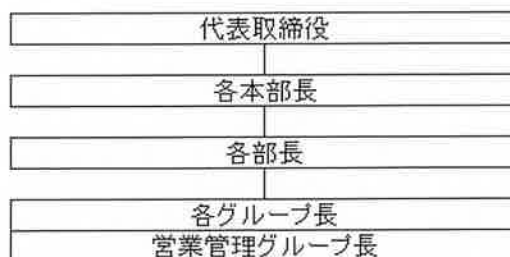 代表取締役
各本部長
各部長
各グループ長
営業管理グループ長